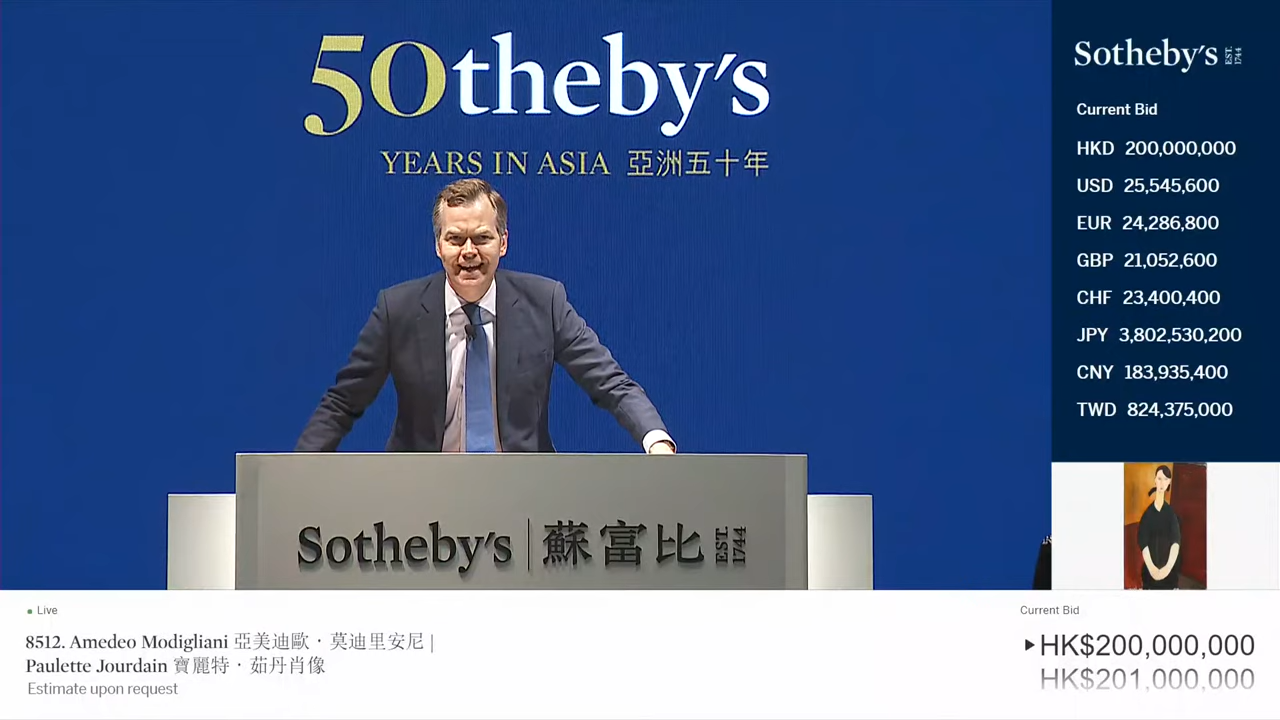 50theby's
YEARS IN ASIA 亞洲五十年
Sotheby's | 蘇富比 EST. 1744
Sotheby's EST. 1744
Current Bid
HKD 200,000,000
USD 25,545,600
EUR 24,286,800
GBP 21,052,600
CHF 23,400,400
JPY 3,802,530,200
CNY 183,935,400
TWD 824,375,000
Live
8512. Amedeo Modigliani 亞美迪歐・莫迪里安尼 |
Paulette Jourdain 寶麗特・茹丹肖像
Estimate upon request
Current Bid
HK$200,000,000
HK$201,000,000